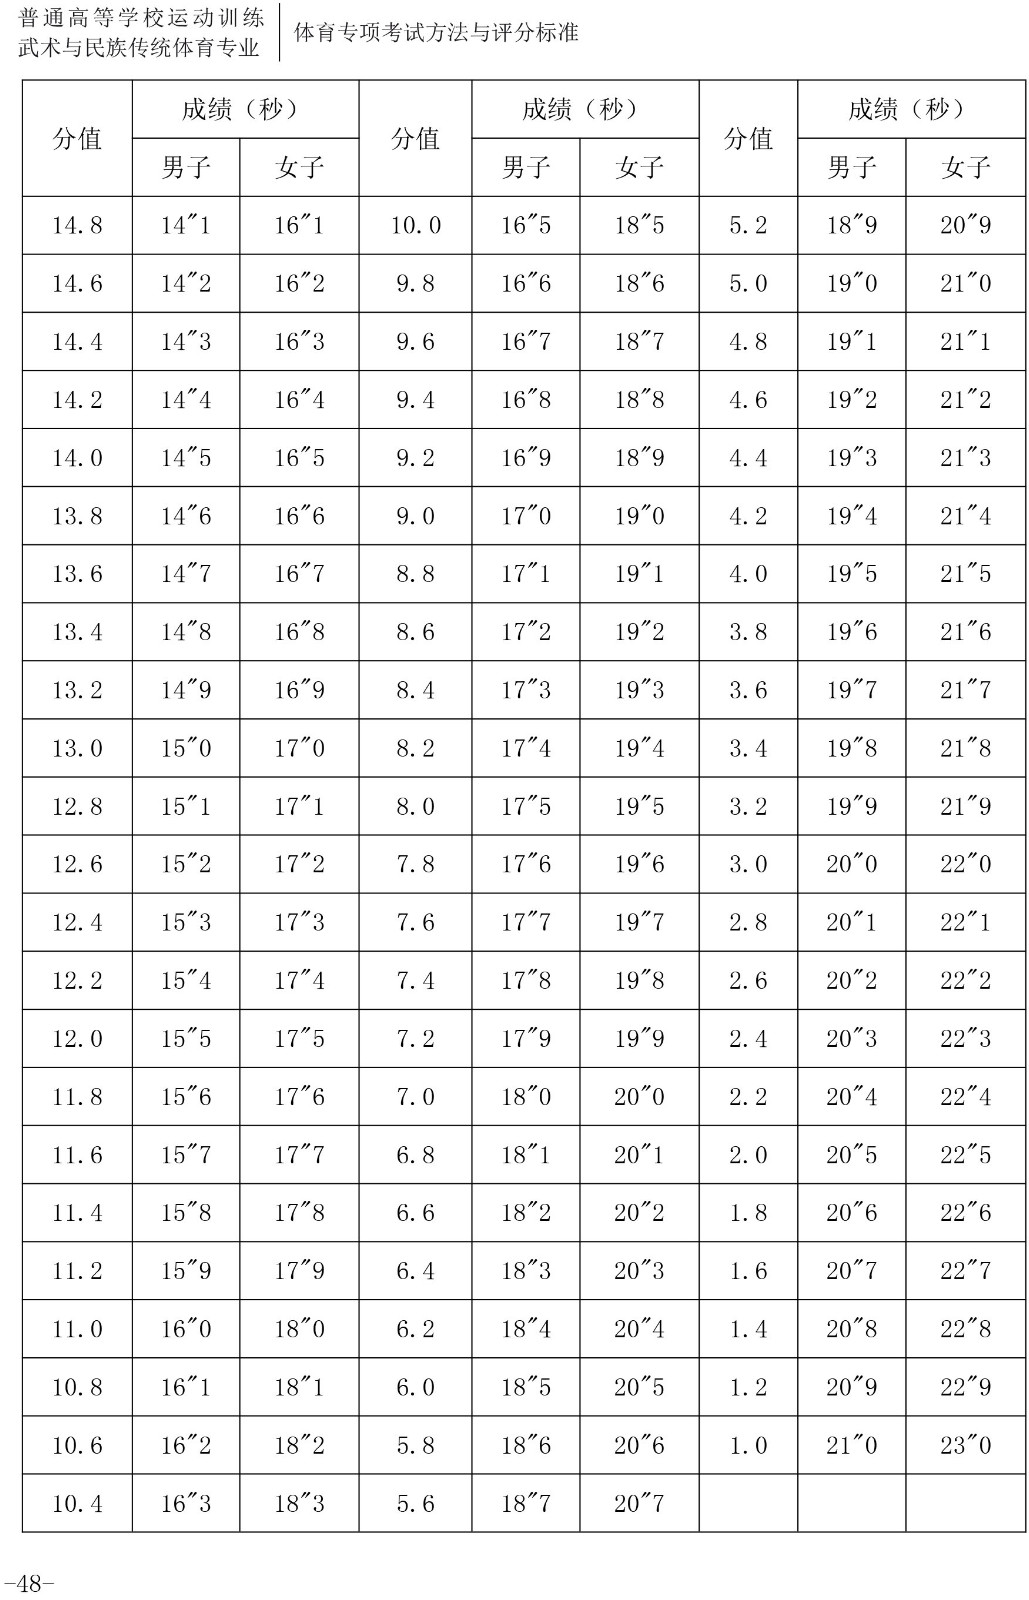 普通高等学校运动训练
武术与民族传统体育专业
体育专项考试方法与评分标准
分值 成绩（秒） 分值 成绩（秒） 分值 成绩（秒）
男子 女子 男子 女子 男子 女子
14.8 14″1 16″1 10.0 16″5 18″5 5.2 18″9 20″9
14.6 14″2 16″2 9.8 16″6 18″6 5.0 19″0 21″0
14.4 14″3 16″3 9.6 16″7 18″7 4.8 19″1 21″1
14.2 14″4 16″4 9.4 16″8 18″8 4.6 19″2 21″2
14.0 14″5 16″5 9.2 16″9 18″9 4.4 19″3 21″3
13.8 14″6 16″6 9.0 17″0 19″0 4.2 19″4 21″4
13.6 14″7 16″7 8.8 17″1 19″1 4.0 19″5 21″5
13.4 14″8 16″8 8.6 17″2 19″2 3.8 19″6 21″6
13.2 14″9 16″9 8.4 17″3 19″3 3.6 19″7 21″7
13.0 15″0 17″0 8.2 17″4 19″4 3.4 19″8 21″8
12.8 15″1 17″1 8.0 17″5 19″5 3.2 19″9 21″9
12.6 15″2 17″2 7.8 17″6 19″6 3.0 20″0 22″0
12.4 15″3 17″3 7.6 17″7 19″7 2.8 20″1 22″1
12.2 15″4 17″4 7.4 17″8 19″8 2.6 20″2 22″2
12.0 15″5 17″5 7.2 17″9 19″9 2.4 20″3 22″3
11.8 15″6 17″6 7.0 18″0 20″0 2.2 20″4 22″4
11.6 15″7 17″7 6.8 18″1 20″1 2.0 20″5 22″5
11.4 15″8 17″8 6.6 18″2 20″2 1.8 20″6 22″6
11.2 15″9 17″9 6.4 18″3 20″3 1.6 20″7 22″7
11.0 16″0 18″0 6.2 18″4 20″4 1.4 20″8 22″8
10.8 16″1 18″1 6.0 18″5 20″5 1.2 20″9 22″9
10.6 16″2 18″2 5.8 18″6 20″6 1.0 21″0 23″0
10.4 16″3 18″3 5.6 18″7 20″7
-48-